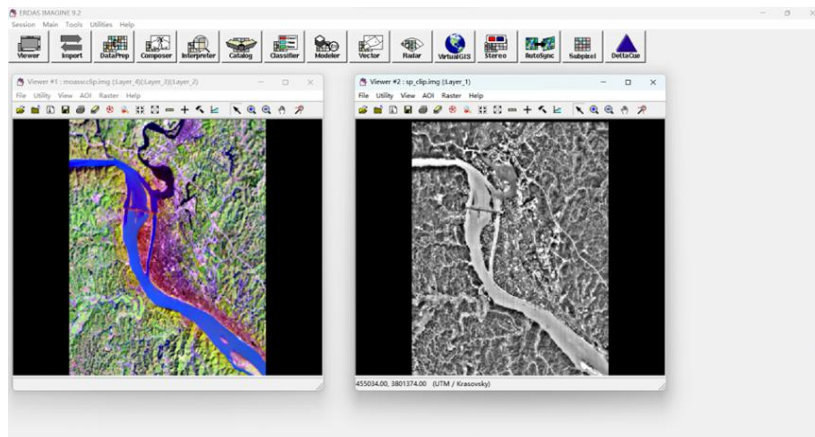 ERDAS IMAGINE 9.2
Session Main Tools Utilities Help
Viewer Import DataPrep Composer Interpreter Catalog Classifier Modeler Vector Radar VirtualGIS Stereo AutoSync Subpixel DeltaCue
Viewer #1 : moasscclip.img (:Layer_4)(:Layer_3)(:Layer_2)
File Utility View AOI Raster Help
Viewer #2 : sp_clip.img (:Layer_1)
File Utility View AOI Raster Help
455034.00, 3801374.00 (UTM / Krasovsky)